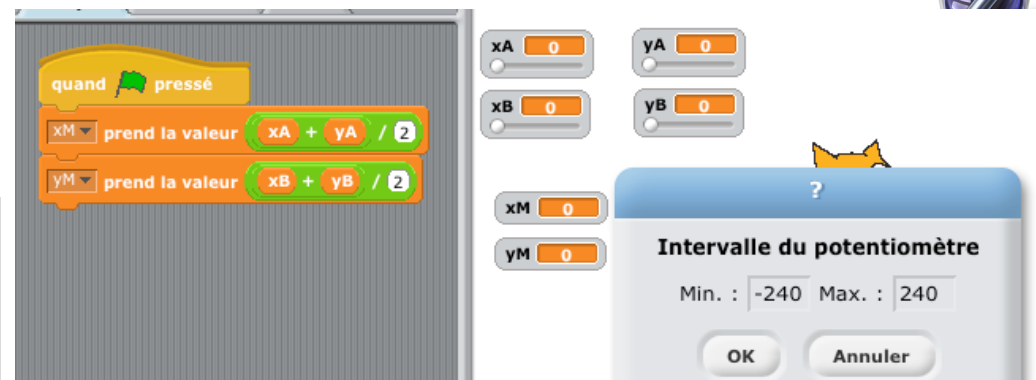 quand pressé
xM prend la valeur xA + yA / 2
yM prend la valeur xB + yB / 2
xA 0
yA 0
xB 0
yB 0
xM 0
yM 0
?
Intervalle du potentiomètre
Min. : -240 Max. : 240
OK Annuler